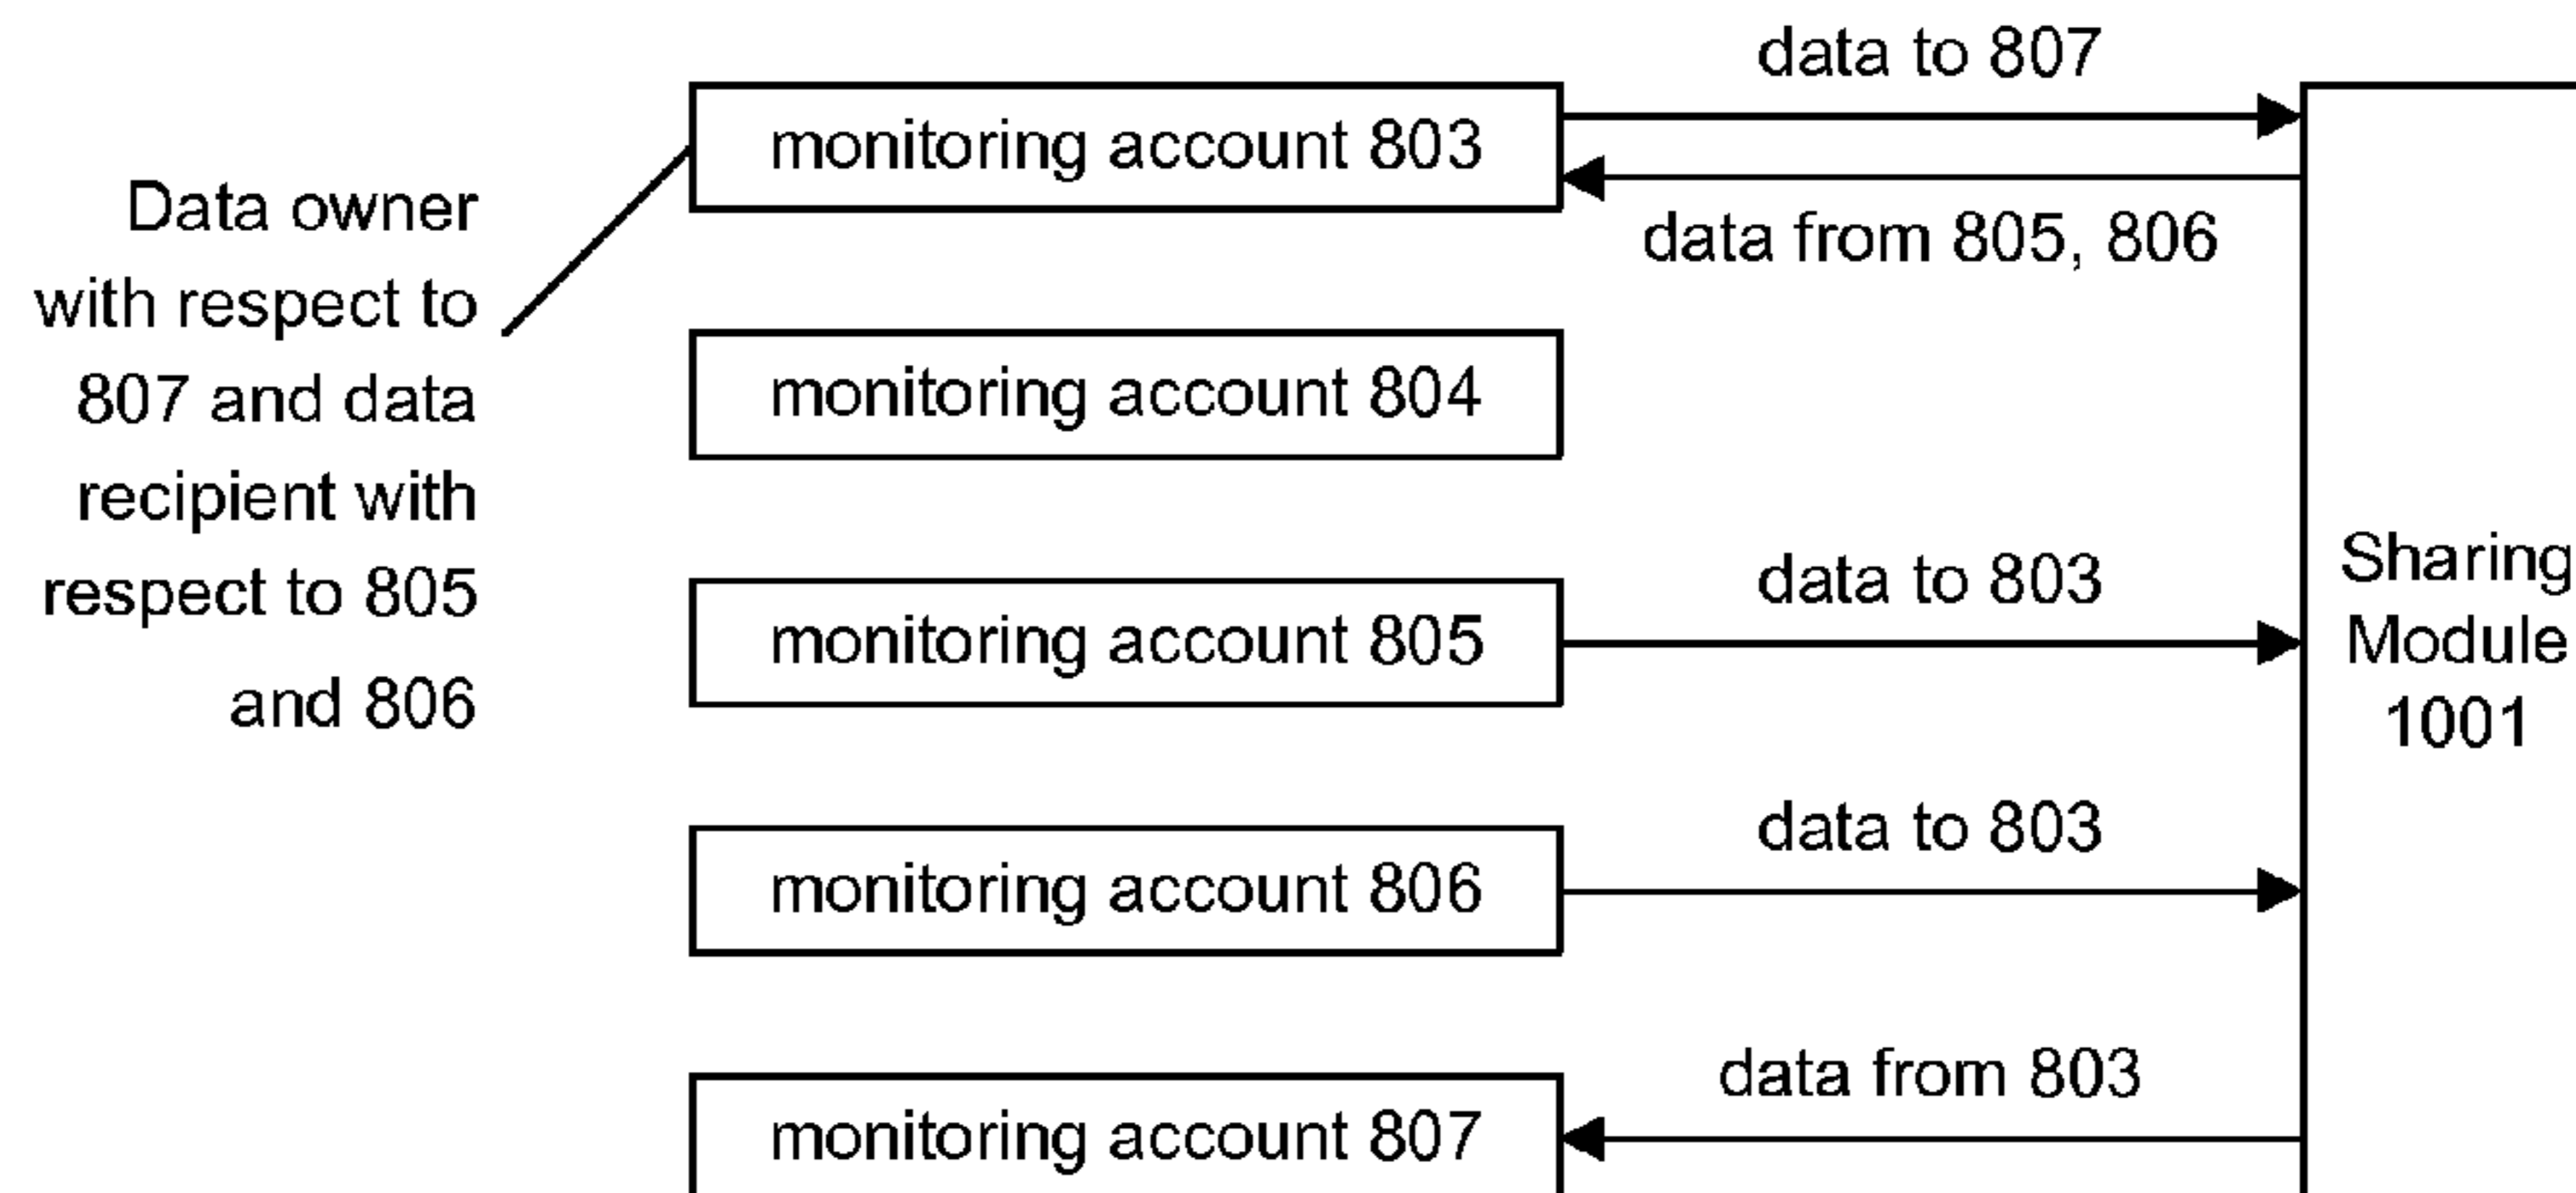 Data owner
with respect to
807 and data
recipient with
respect to 805
and 806
monitoring account 803
data to 807
data from 805, 806
monitoring account 804
monitoring account 805
data to 803
monitoring account 806
data to 803
monitoring account 807
data from 803
Sharing
Module
1001